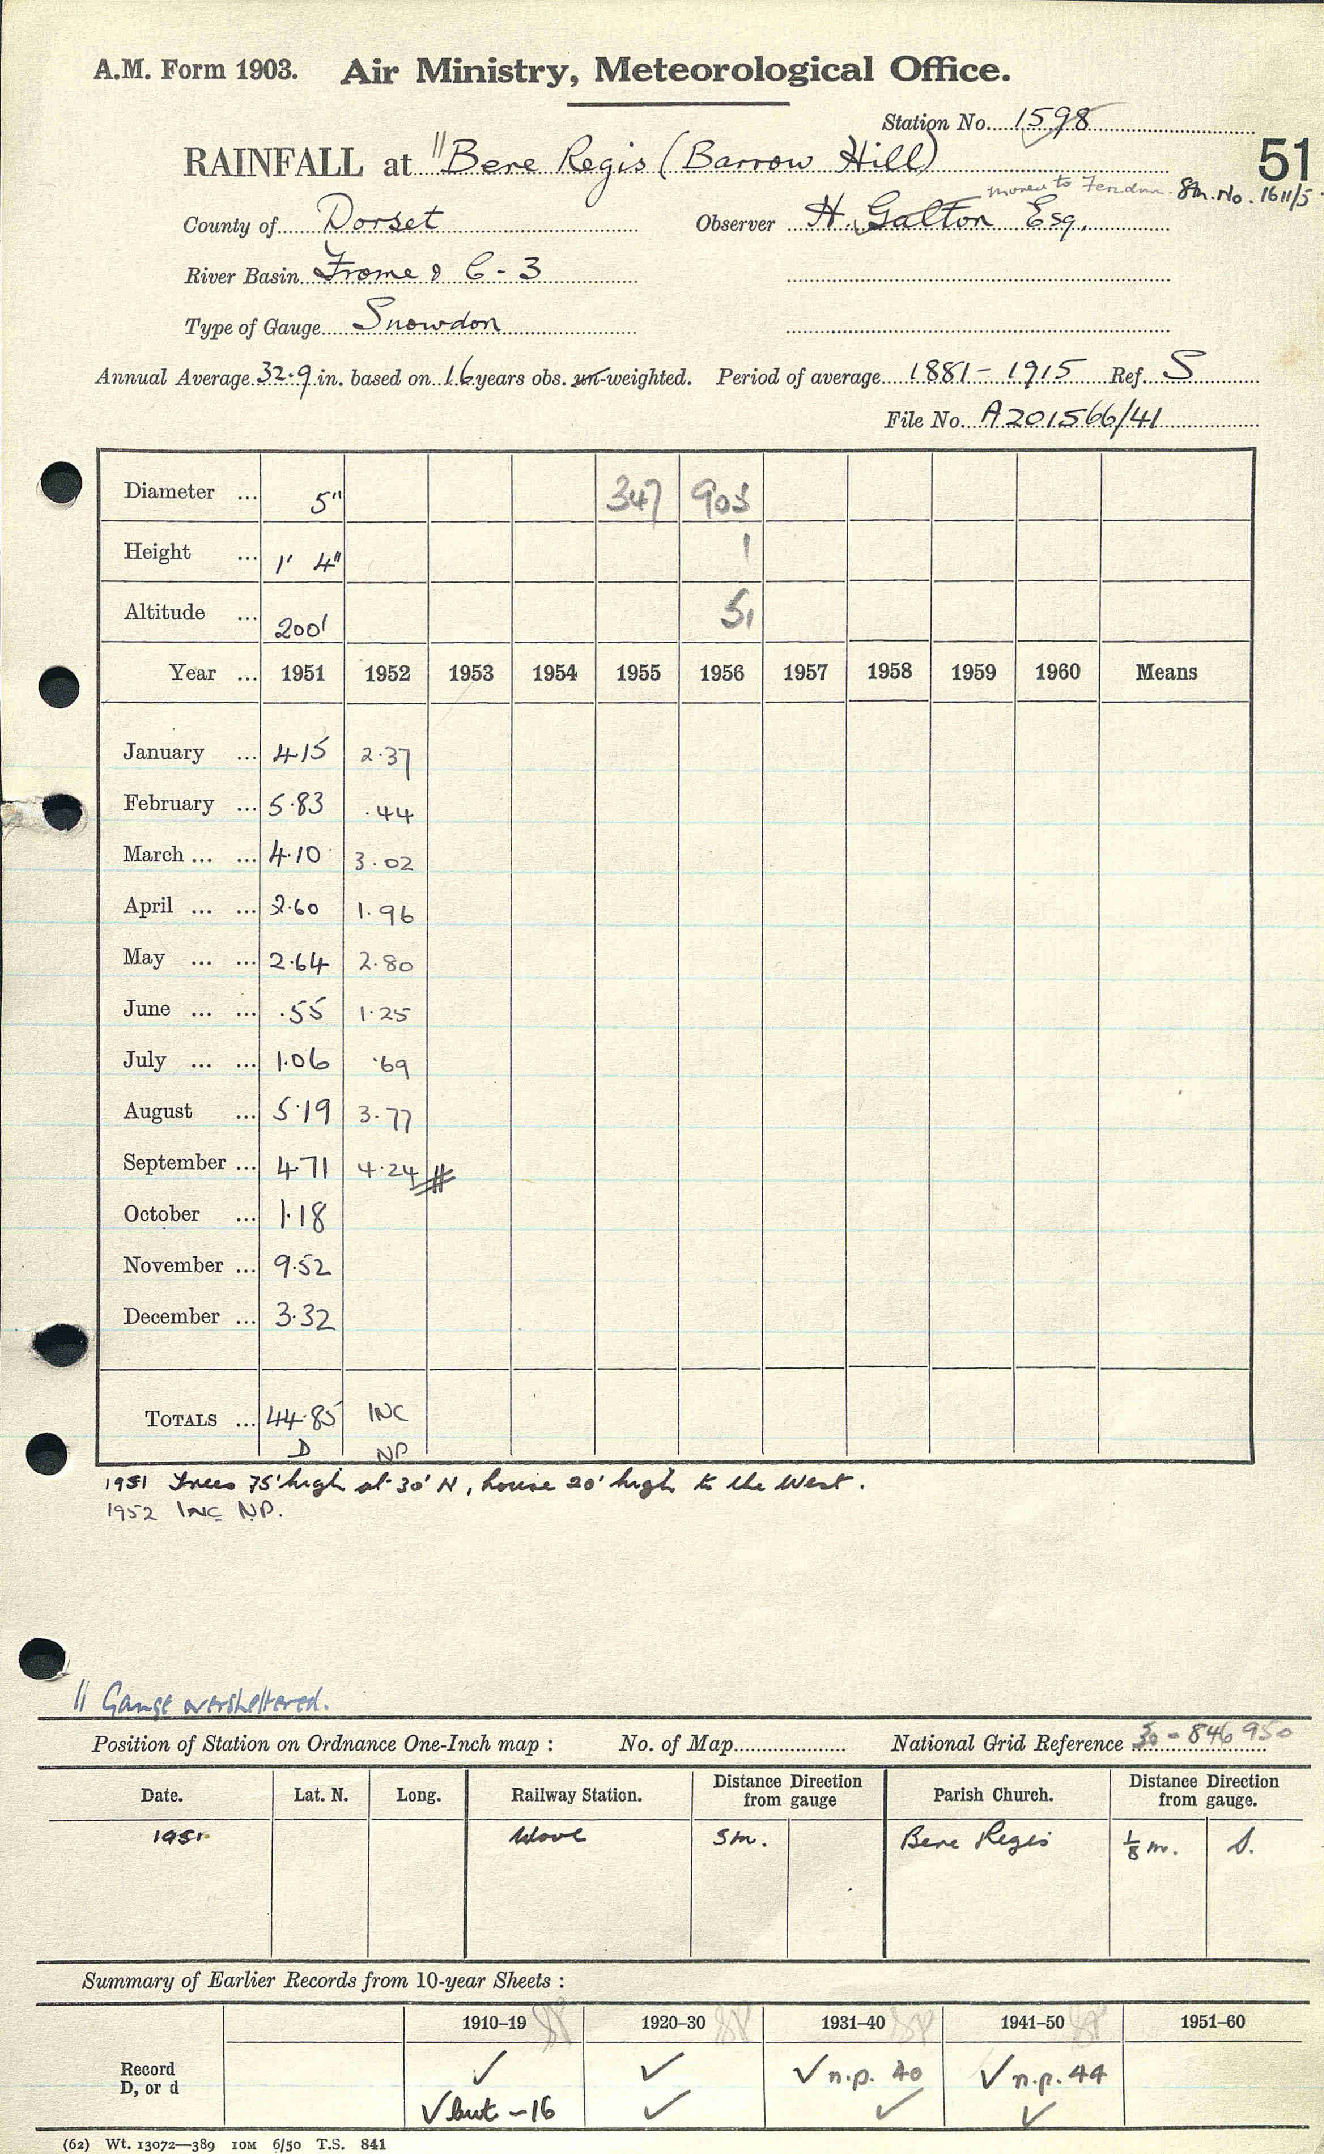 A.M. Form 1903. Air Ministry, Meteorological Office.
Station No. 1598
51
RAINFALL at "Bere Regis (Barrow Hill)
moved to Stn. No. 1611/5
County of Dorset Observer H. Galton Esq.
River Basin Frome & C-3
Type of Gauge Snowdon
Annual Average 32.9 in. based on 16 years obs. un-weighted. Period of average 1881-1915 Ref. S
File No. A201566/41
Diameter ... 5" 347 903
Height ... 1' 4" 1
Altitude ... 200' 51
Year ... 1951 1952 1953 1954 1955 1956 1957 1958 1959 1960 Means
January ... 4.15 2.37
February ... 5.83 .44
March ... ... 4.10 3.02
April ... ... 2.60 1.96
May ... ... 2.64 2.80
June ... ... .55 1.25
July ... ... 1.06 .69
August ... 5.19 3.77
September ... 4.71 4.24
October ... 1.18
November ... 9.52
December ... 3.32
TOTALS ... 44.85 INC
D NP
1951 Trees 75' high at 30' N, house 20' high to the West.
1952 INC NP.
" Gauge oversheltered.
Position of Station on Ordnance One-Inch map : No. of Map National Grid Reference 30-846950
Date. Lat. N. Long. Railway Station. Distance Direction from gauge Parish Church. Distance Direction from gauge.
1951. Wool 5m. Bere Regis 1/8 m. S.
Summary of Earlier Records from 10-year Sheets :
1910-19 1920-30 1931-40 1941-50 1951-60
Record ✓ ✓ ✓ n.p. 40 ✓ n.p. 44
D, or d ✓ but -16 ✓ ✓ ✓
(62) Wt. 13072—389 10M 6/50 T.S. 841